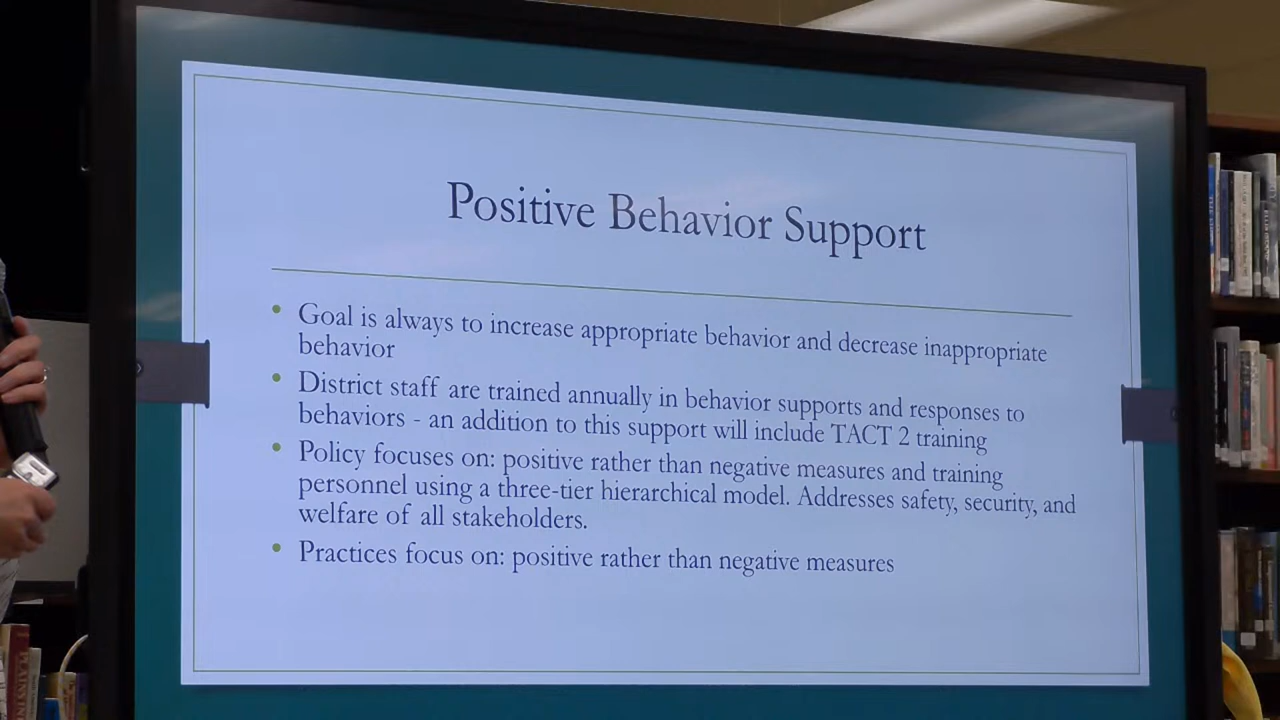 Positive Behavior Support
• Goal is always to increase appropriate behavior and decrease inappropriate
behavior
• District staff are trained annually in behavior supports and responses to
behaviors - an addition to this support will include TACT 2 training
• Policy focuses on: positive rather than negative measures and training
personnel using a three-tier hierarchical model. Addresses safety, security, and
welfare of all stakeholders.
• Practices focus on: positive rather than negative measures